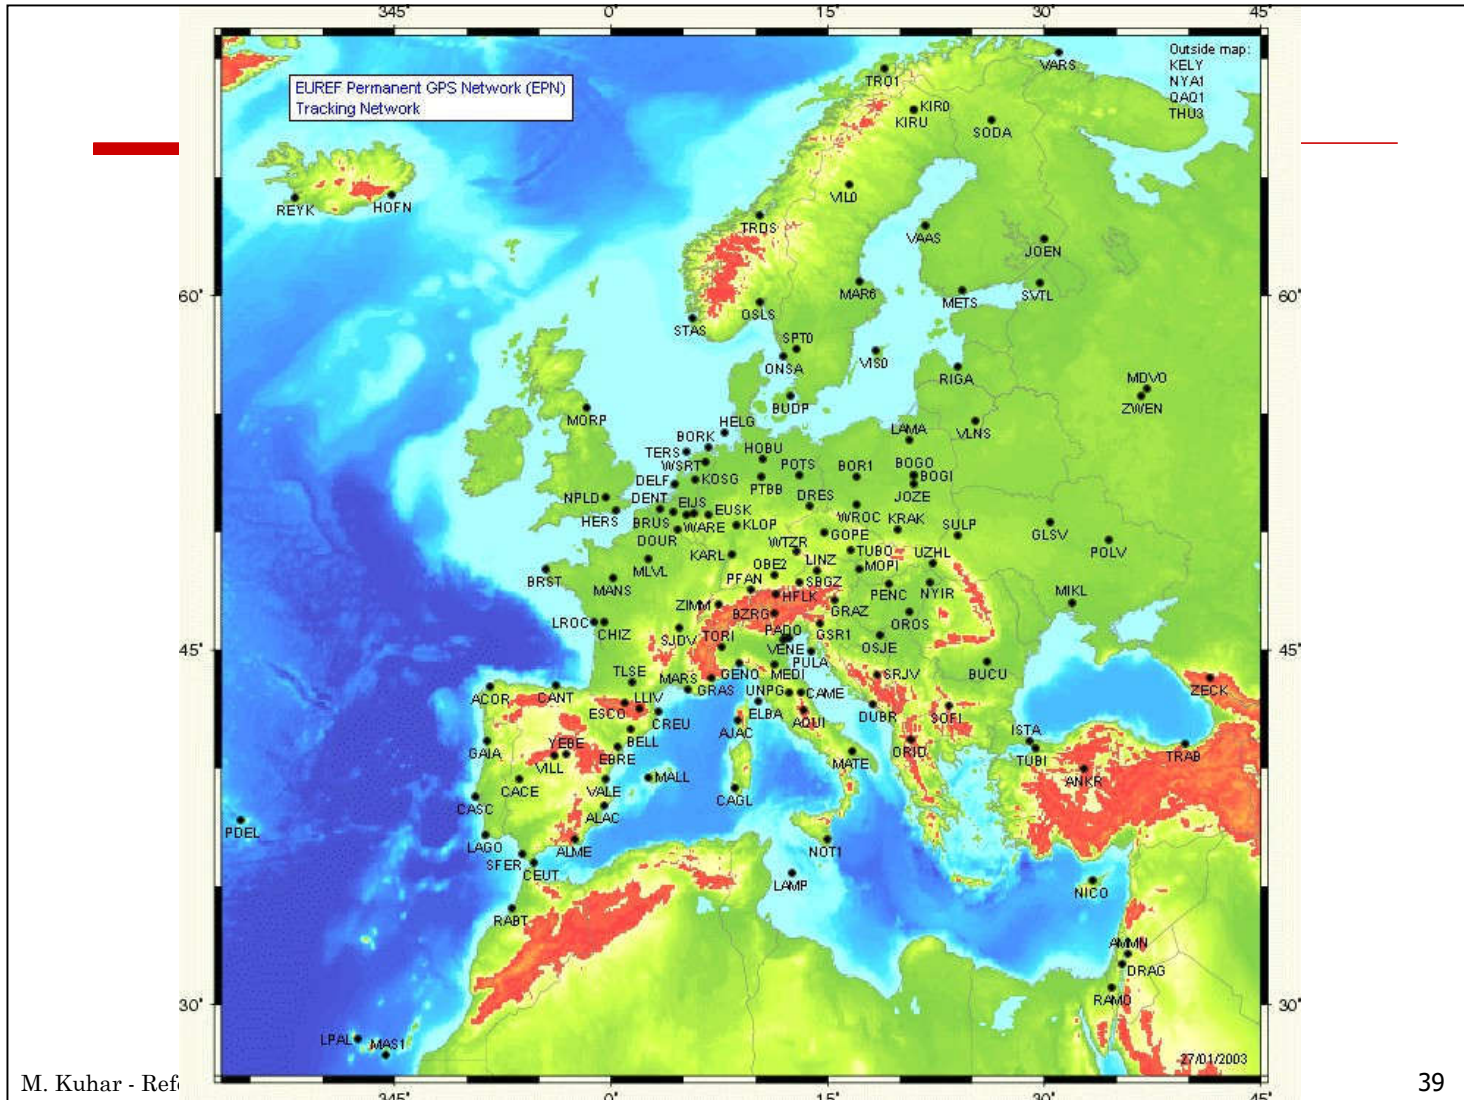 345° 0° 15° 30° 45°
EUREF Permanent GPS Network (EPN)
Tracking Network
Outside map:
KELY
NYA1
QAQ1
THU3
VARS
TRO1
KIR0
KIRU
SODA
REYK
HOFN
VIL0
TRDS
VAAS
JOEN
60°
60°
MAR6
METS
SVTL
OSLS
STAS
SPT0
ONSA
VIS0
RIGA
MDVO
ZWEN
BUDP
MORP
HELG
LAMA
VLNS
BORK
TERS
HOBU
WSRT
POTS
BOR1
BOGO
BOGI
DELF
KOSG
PTBB
JOZE
NPLD
DENT
EIJS
DRES
HERS
BRUS
WARE
EUSK
KLOP
WROC
KRAK
SULP
GLSV
DOUR
GOPE
POLV
WTZR
TUBO
KARL
LINZ
UZHL
MLVL
OBE2
MOPI
BRST
MANS
PFAN
SBGZ
PENC
NYIR
MIKL
HFLK
ZIMM
BZRG
GRAZ
OROS
LROC
CHIZ
SJDV
TORI
PADO
GSR1
OSJE
45°
45°
VENE
PULA
TLSE
MARS
GENO
MEDI
SRJV
BUCU
ZECK
ACOR
CANT
LLIV
GRAS
UNPG
CAME
ESCO
CREU
ELBA
AQUI
DUBR
SOFI
AJAC
ISTA
BELL
GAIA
YEBE
EBRE
ORID
TUBI
TRAB
VILL
MATE
ANKR
CACE
VALE
MALL
CAGL
CASC
ALAC
PDEL
LAGO
ALME
NOT1
SFER
CEUT
LAMP
NICO
RABT
AMMN
DRAG
RAMO
30°
30°
LPAL
MAS1
27/01/2003
M. Kuhar - Ref
39
345° 0° 15° 30° 45°